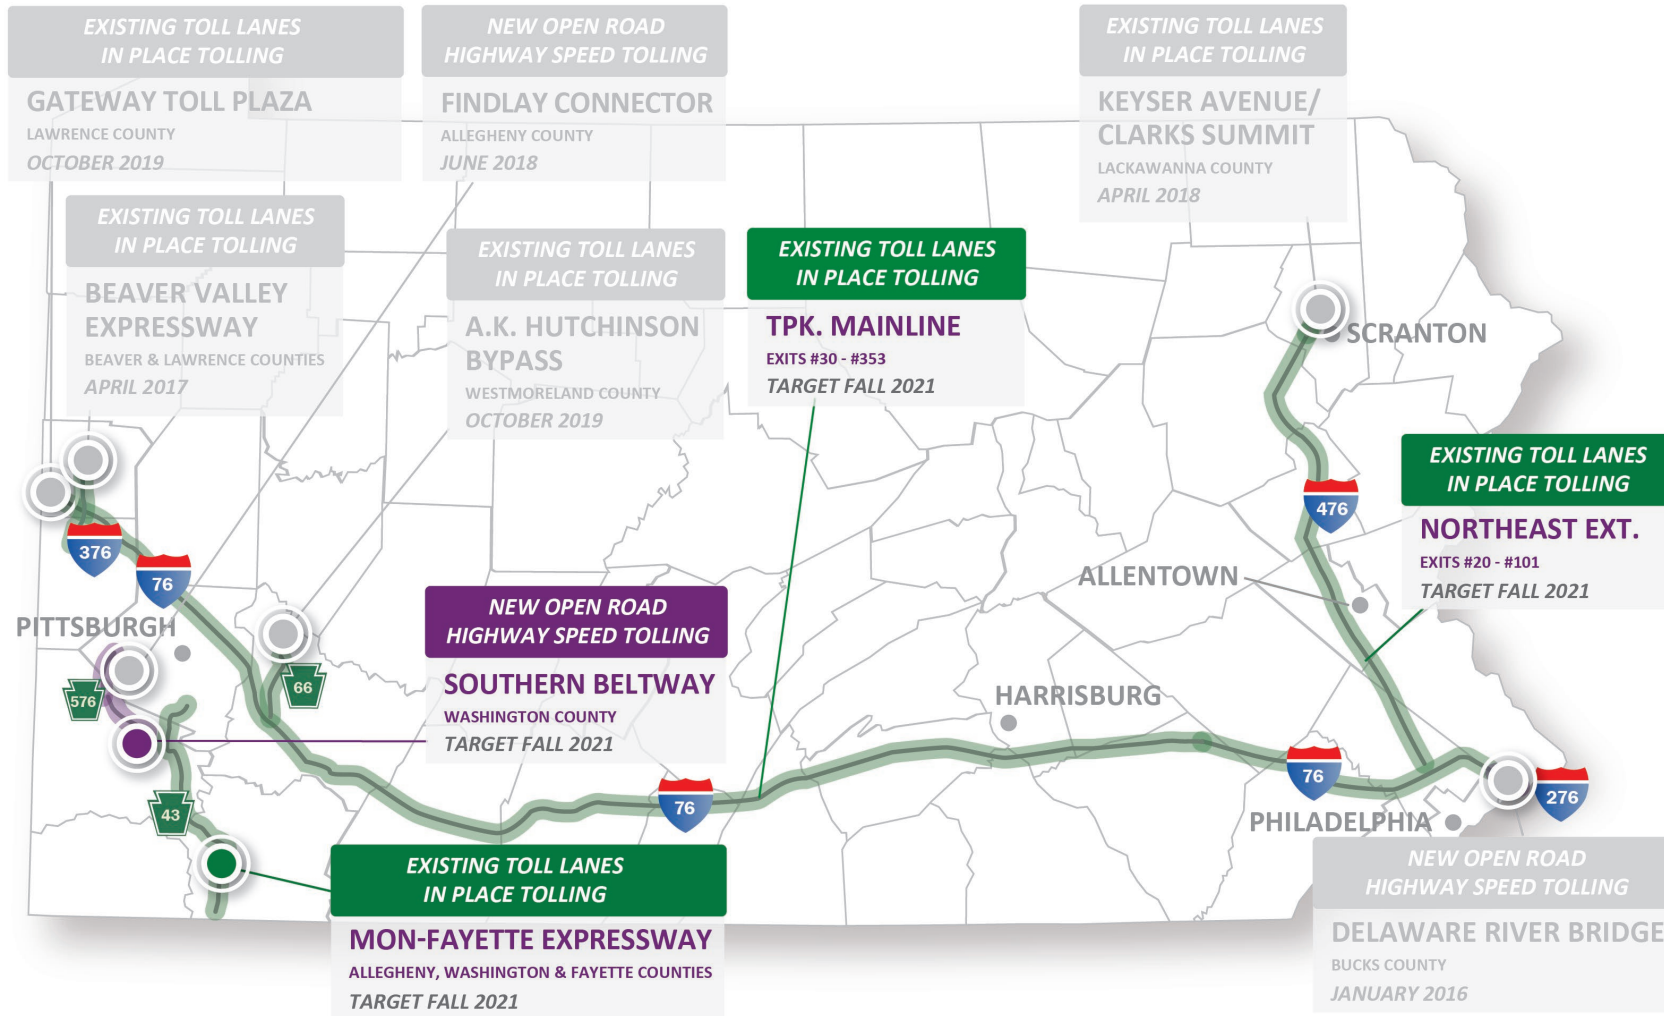 EXISTING TOLL LANES
IN PLACE TOLLING
GATEWAY TOLL PLAZA
LAWRENCE COUNTY
OCTOBER 2019
NEW OPEN ROAD
HIGHWAY SPEED TOLLING
FINDLAY CONNECTOR
ALLEGHENY COUNTY
JUNE 2018
EXISTING TOLL LANES
IN PLACE TOLLING
KEYSER AVENUE/
CLARKS SUMMIT
LACKAWANNA COUNTY
APRIL 2018
EXISTING TOLL LANES
IN PLACE TOLLING
BEAVER VALLEY
EXPRESSWAY
BEAVER & LAWRENCE COUNTIES
APRIL 2017
EXISTING TOLL LANES
IN PLACE TOLLING
A.K. HUTCHINSON
BYPASS
WESTMORELAND COUNTY
OCTOBER 2019
EXISTING TOLL LANES
IN PLACE TOLLING
TPK. MAINLINE
EXITS #30 - #353
TARGET FALL 2021
SCRANTON
EXISTING TOLL LANES
IN PLACE TOLLING
NORTHEAST EXT.
EXITS #20 - #101
TARGET FALL 2021
476
376
76
ALLENTOWN
PITTSBURGH
NEW OPEN ROAD
HIGHWAY SPEED TOLLING
SOUTHERN BELTWAY
WASHINGTON COUNTY
TARGET FALL 2021
66
576
HARRISBURG
43
76
76
276
PHILADELPHIA
EXISTING TOLL LANES
IN PLACE TOLLING
MON-FAYETTE EXPRESSWAY
ALLEGHENY, WASHINGTON & FAYETTE COUNTIES
TARGET FALL 2021
NEW OPEN ROAD
HIGHWAY SPEED TOLLING
DELAWARE RIVER BRIDGE
BUCKS COUNTY
JANUARY 2016